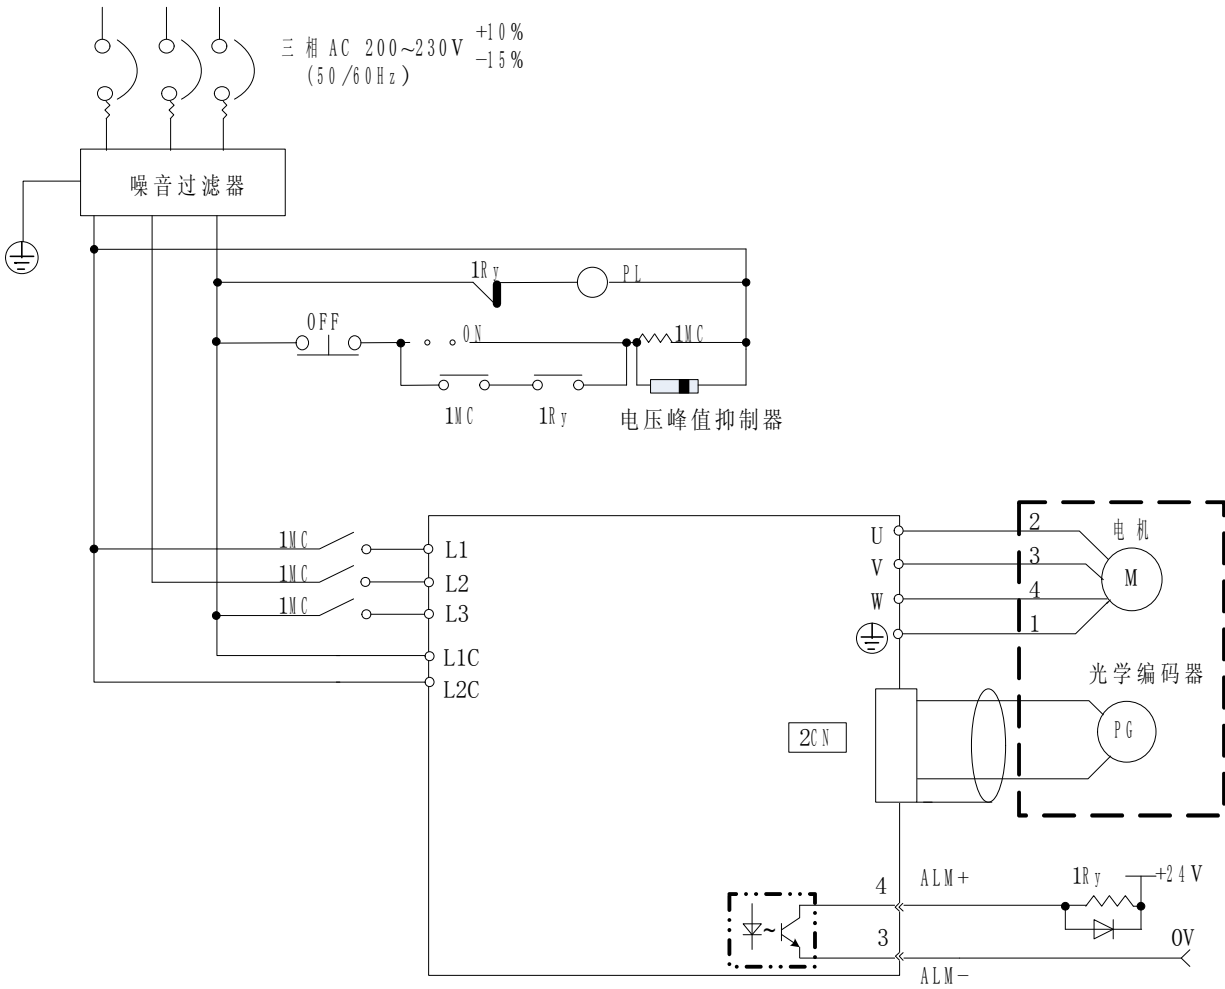 三相AC 200~230V +10%
-15%
(50/60Hz)
噪音过滤器
1Ry
PL
OFF
ON
1MC
1MC
1Ry
电压峰值抑制器
1MC
L1
1MC
L2
1MC
L3
L1C
L2C
U
V
W
2
3
4
1
电机
M
光学编码器
PG
2CN
4
ALM+
1Ry
+24V
3
ALM-
0V